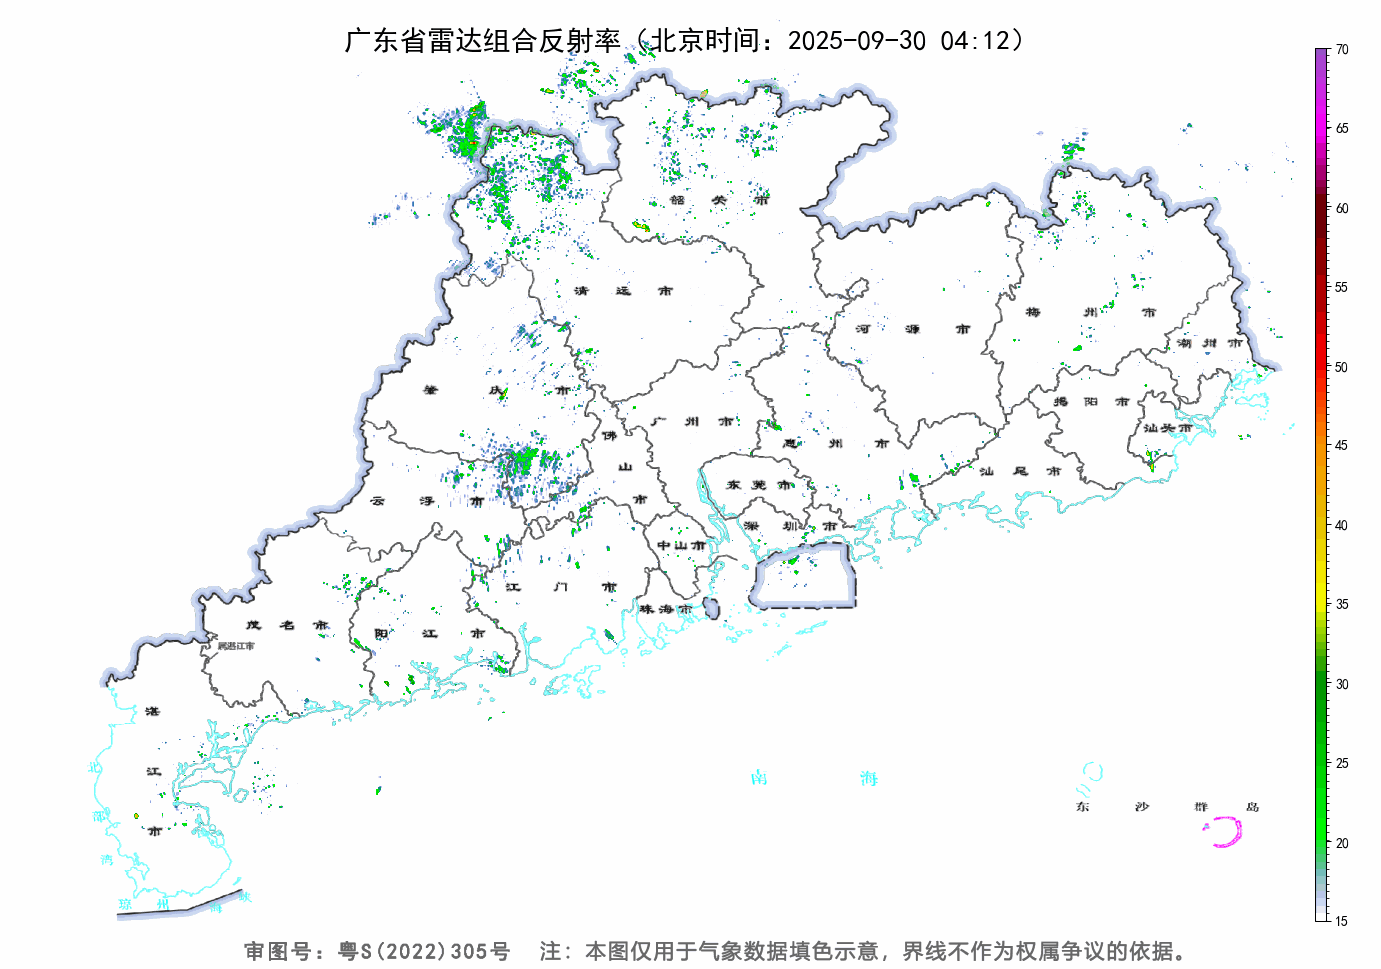 广东省雷达组合反射率（北京时间：2025-09-30 04:12）
70
65
60
55
50
45
40
35
30
25
20
15
韶关市
清远市
河源市
梅州市
潮州市
肇庆市
广州市
惠州市
揭阳市
汕头市
佛山市
云浮市
东莞市
汕尾市
深圳市
中山市
江门市
珠海市
茂名市
阳江市
属湛江市
湛江市
北部湾
琼州海峡
南海
东沙群岛
审图号：粤S(2022)305号 注：本图仅用于气象数据填色示意，界线不作为权属争议的依据。